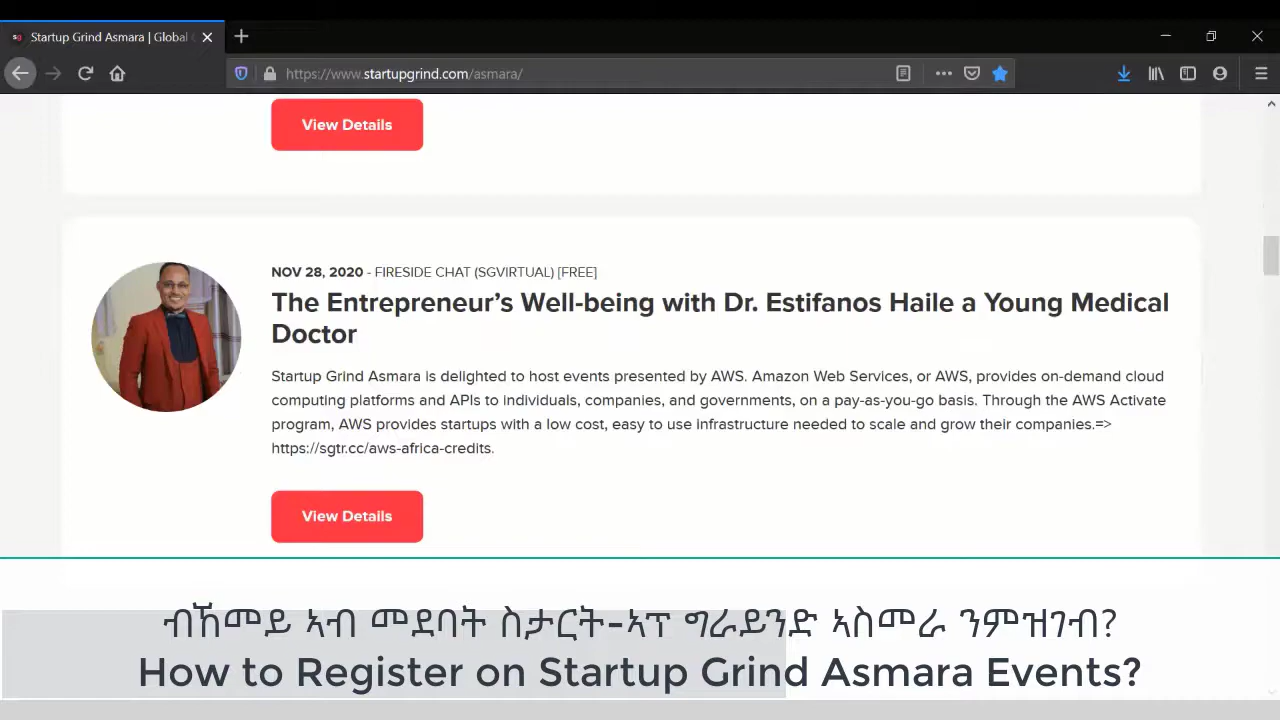 Startup Grind Asmara | Global
https://www.startupgrind.com/asmara/
View Details
NOV 28, 2020 - FIRESIDE CHAT (SGVIRTUAL) [FREE]
The Entrepreneur’s Well-being with Dr. Estifanos Haile a Young Medical
Doctor
Startup Grind Asmara is delighted to host events presented by AWS. Amazon Web Services, or AWS, provides on-demand cloud
computing platforms and APIs to individuals, companies, and governments, on a pay-as-you-go basis. Through the AWS Activate
program, AWS provides startups with a low cost, easy to use infrastructure needed to scale and grow their companies.=>
https://sgtr.cc/aws-africa-credits.
View Details
ብኸመይ ኣብ መደባት ስታርት-ኣፕ ግራይንድ ኣስመራ ንምዝገብ?
How to Register on Startup Grind Asmara Events?